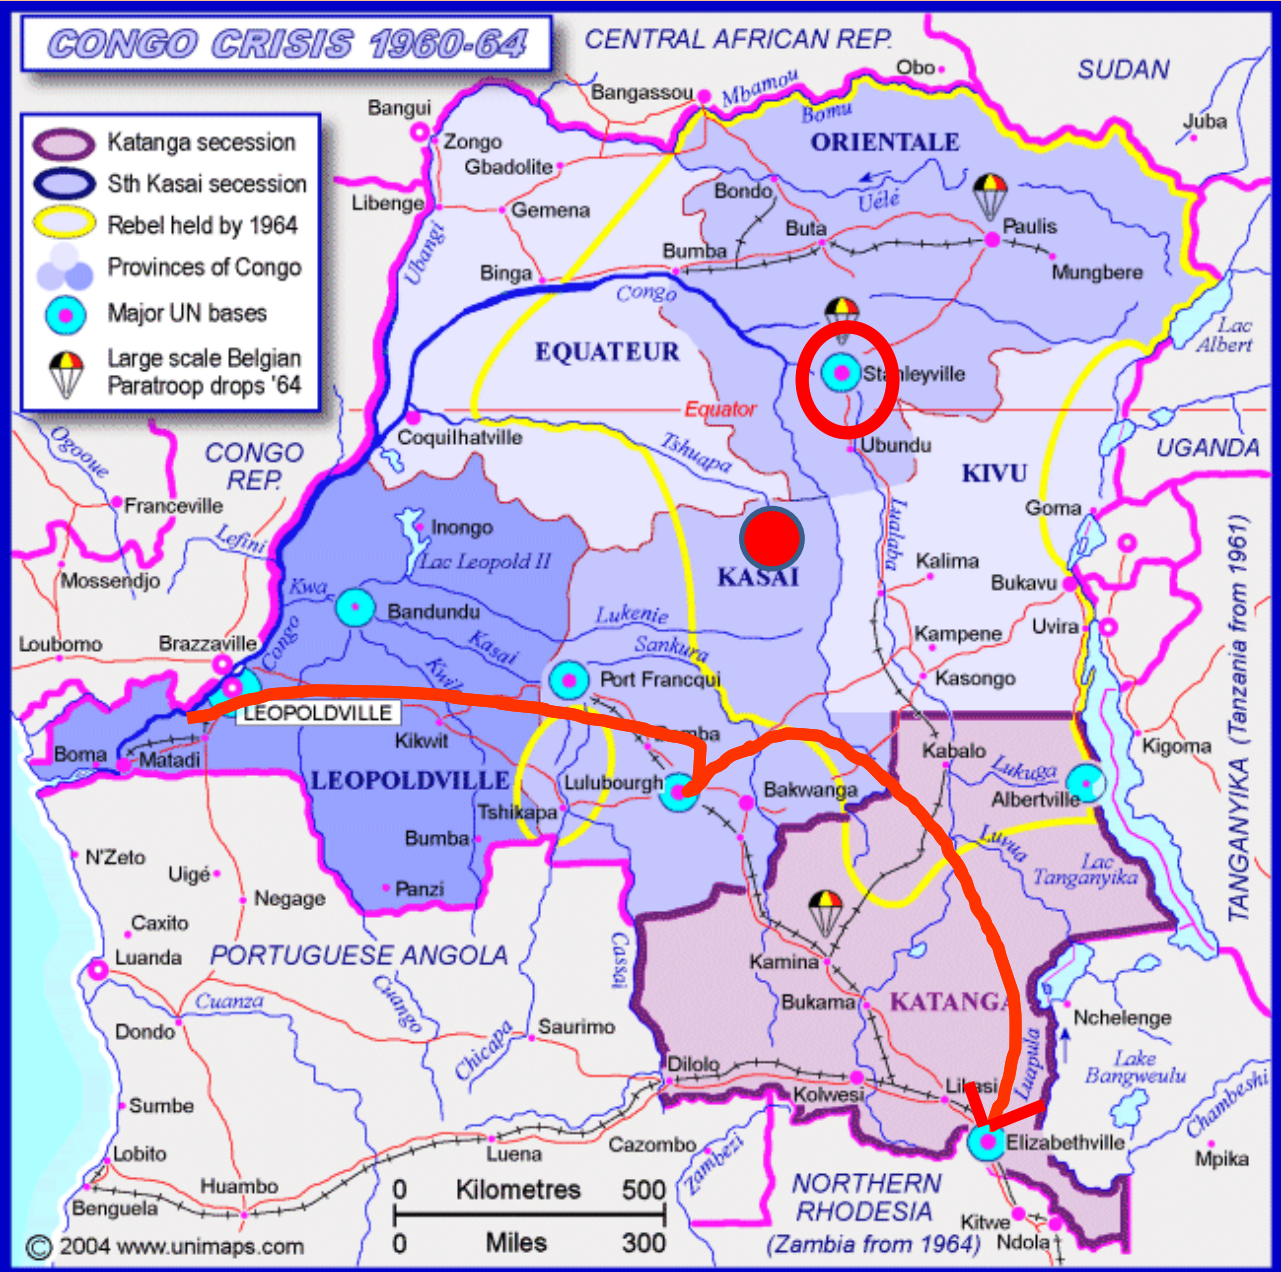 CONGO CRISIS 1960-64
Katanga secession
Sth Kasai secession
Rebel held by 1964
Provinces of Congo
Major UN bases
Large scale Belgian
Paratroop drops '64
CENTRAL AFRICAN REP.
SUDAN
Obo
Bangassou
Mbamou
Bomu
ORIENTALE
Juba
Bangui
Zongo
Gbadolite
Libenge
Gemena
Ubangi
Bondo
Uélé
Buta
Paulis
Mungbere
Bumba
Binga
Congo
Lac
Albert
EQUATEUR
Stanleyville
Equator
Coquilhatville
Tshuapa
Ubundu
UGANDA
KIVU
CONGO
REP.
Ogooue
Franceville
Lefini
Inongo
Lac Leopold II
Goma
Lualaba
Mossendjo
KASAI
Kalima
Bukavu
Kwa
Bandundu
Lukenie
Kampene
Uvira
Loubomo
Brazzaville
Congo
Kasai
Sankura
Kwil
Port Francqui
Kasongo
LEOPOLDVILLE
Kikwit
Boma
Matadi
Kabalo
Kigoma
TANGANYIKA (Tanzania from 1961)
LEOPOLDVILLE
Lulubourgh
Bakwanga
Lukuga
Albertville
Tshikapa
Bumba
Luvua
Lac
Tanganyika
N'Zeto
Uigé
Negage
Panzi
Caxito
Luanda
PORTUGUESE ANGOLA
Cassai
Kamina
Bukama
KATANGA
Cuanza
Cuango
Dondo
Chicapa
Saurimo
Nchelenge
Luapula
Lake
Bangweulu
Chambeshi
Dilolo
Kolwesi
Sumbe
Elizabethville
Lobito
Luena
Cazombo
Zambezi
Mpika
Benguela
Huambo
0 Kilometres 500
0 Miles 300
NORTHERN
RHODESIA
(Zambia from 1964)
Kitwe
Ndola
© 2004 www.unimaps.com